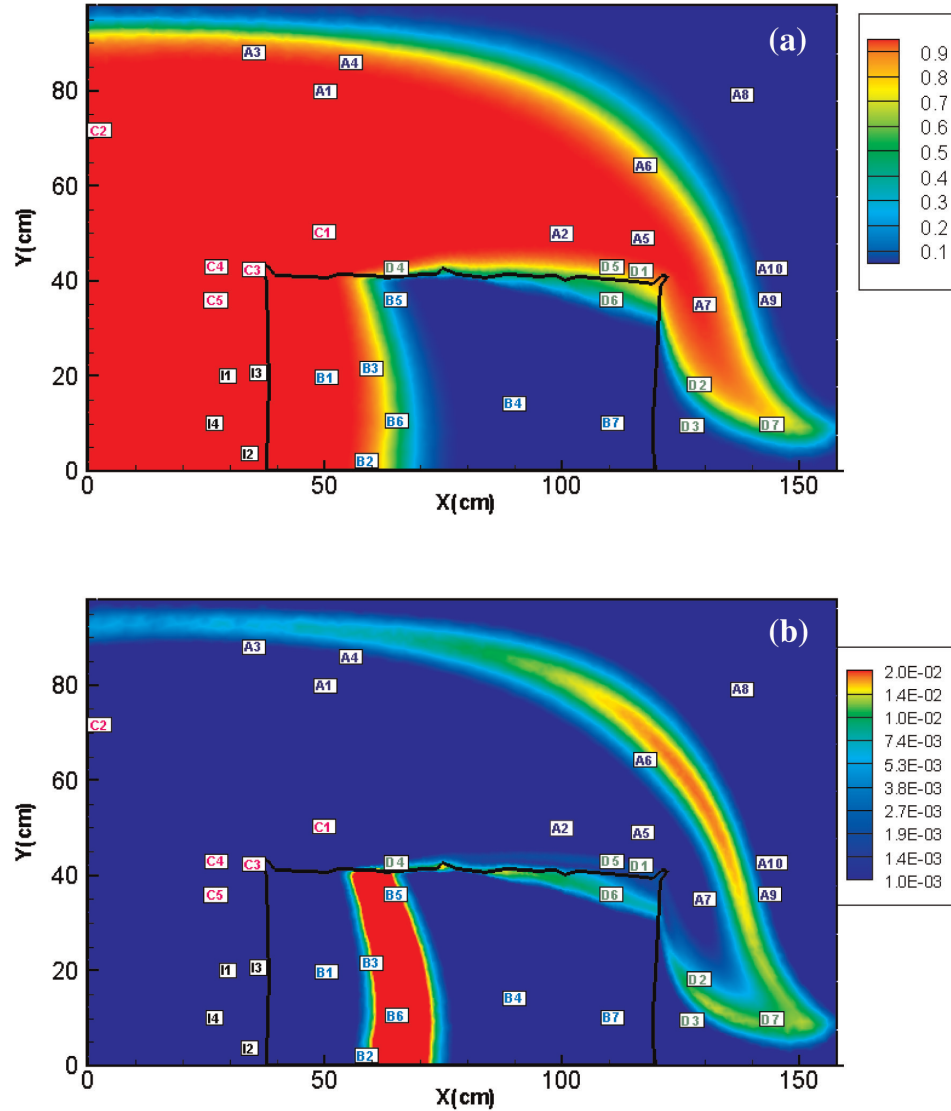 (a)
A3
A4
A1
A8
80
C2
A6
60
C1
A2
A5
C4
C3
D4
D5
D1
A10
40
C5
B5
D6
A7
A9
I1
I3
B3
20
B1
D2
B4
I4
B6
B7
D3
D7
I2
B2
0
0
50
100
150
X(cm)
Y(cm)
0.9
0.8
0.7
0.6
0.5
0.4
0.3
0.2
0.1
(b)
A3
A4
A1
A8
80
C2
A6
60
C1
A2
A5
C4
C3
D4
D5
D1
A10
40
C5
B5
D6
A7
A9
I1
I3
B3
20
B1
D2
B4
I4
B6
B7
D3
D7
I2
B2
0
0
50
100
150
X(cm)
Y(cm)
2.0E-02
1.4E-02
1.0E-02
7.4E-03
5.3E-03
3.8E-03
2.7E-03
1.9E-03
1.4E-03
1.0E-03